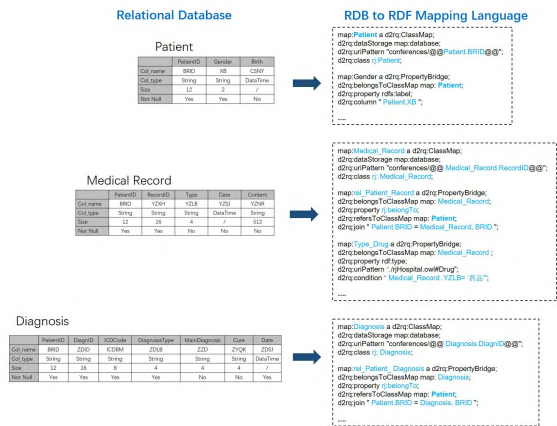 Relational Database
RDB to RDF Mapping Language
Patient
PatientID Gender Birth
Col_name BRID XB CSNY
Col_type String String DataTime
Size 12 2 /
Not Null Yes Yes No
map:Patient a d2rq:ClassMap;
d2rq:dataStorage map:database;
d2rq:uriPattern "conferences/@@Patient.BRID@@";
d2rq:class rj:Patient;
map:Gender a d2rq:PropertyBridge;
d2rq:belongsToClassMap map: Patient;
d2rq:property rdfs:label;
d2rq:column " Patient.XB ";
.....
Medical Record
PatientID RecordID Type Date Content
Col_name BRID YZXH YZLB YZSJ YZNR
Col_type String String String DataTime String
Size 12 16 4 / 512
Not Null Yes Yes No No No
map:Medical_Record a d2rq:ClassMap;
d2rq:dataStorage map:database;
d2rq:uriPattern "conferences/@@ Medical_Record.RecordID@@";
d2rq:class rj: Medical_Record;
map:rel_Patient_Record a d2rq:PropertyBridge;
d2rq:belongsToClassMap map: Medical_Record;
d2rq:property rj:belongTo;
d2rq:refersToClassMap map: Patient;
d2rq:join " Patient.BRID = Medical_Record. BRID ";
map:Type_Drug a d2rq:PropertyBridge;
d2rq:belongsToClassMap map: Medical_Record ;
d2rq:property rdf:type;
d2rq:uriPattern "./rjHospital.owl#Drug";
d2rq:condition " Medical_Record .YZLB= '药品'";
.....
Diagnosis
PatientID DiagnID ICDCode DiagnosisType MainDiagnosis Cure Date
Col_name BRID ZDID ICDBM ZDLB ZZD ZYQK ZDSJ
Col_type String String String String String String DataTime
Size 12 16 8 4 4 4 /
Not Null Yes Yes Yes Yes No No Yes
map:Diagnosis a d2rq:ClassMap;
d2rq:dataStorage map:database;
d2rq:uriPattern "conferences/@@ Diagnosis.DiagnID@@";
d2rq:class rj: Diagnosis;
map:rel_Patient_ Diagnosis a d2rq:PropertyBridge;
d2rq:belongsToClassMap map: Diagnosis;
d2rq:property rj:belongTo;
d2rq:refersToClassMap map: Patient;
d2rq:join " Patient.BRID = Diagnosis. BRID ";
.....